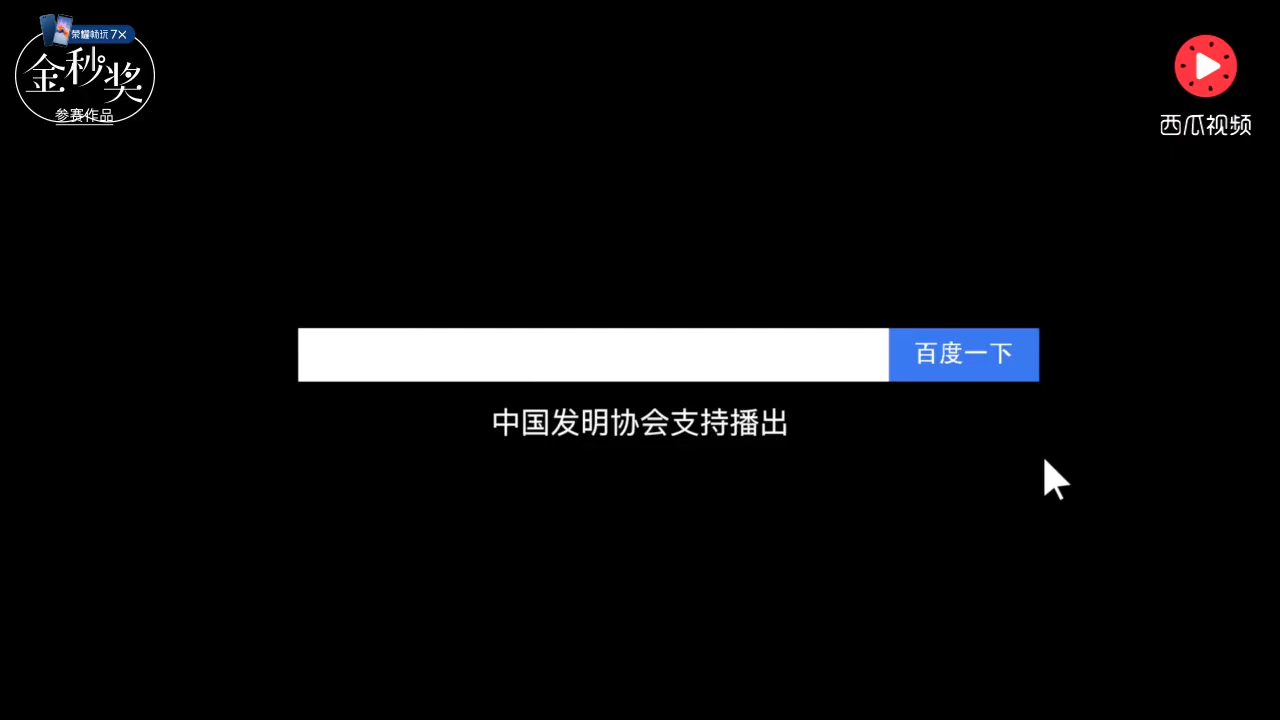 荣耀畅玩7X
金秒奖
参赛作品
西瓜视频
百度一下
中国发明协会支持播出